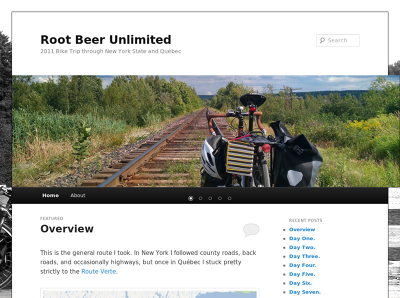 Root Beer Unlimited
2011 Bike Trip through New York State and Québec
Search
Home About
FEATURED
Overview
This is the general route I took. In New York I followed county roads, back
roads, and occasionally highways, but once in Québec I stuck pretty
strictly to the Route Verte.
RECENT POSTS
Overview
Day One.
Day Two.
Day Three.
Day Four.
Day Five.
Day Six.
Day Seven.